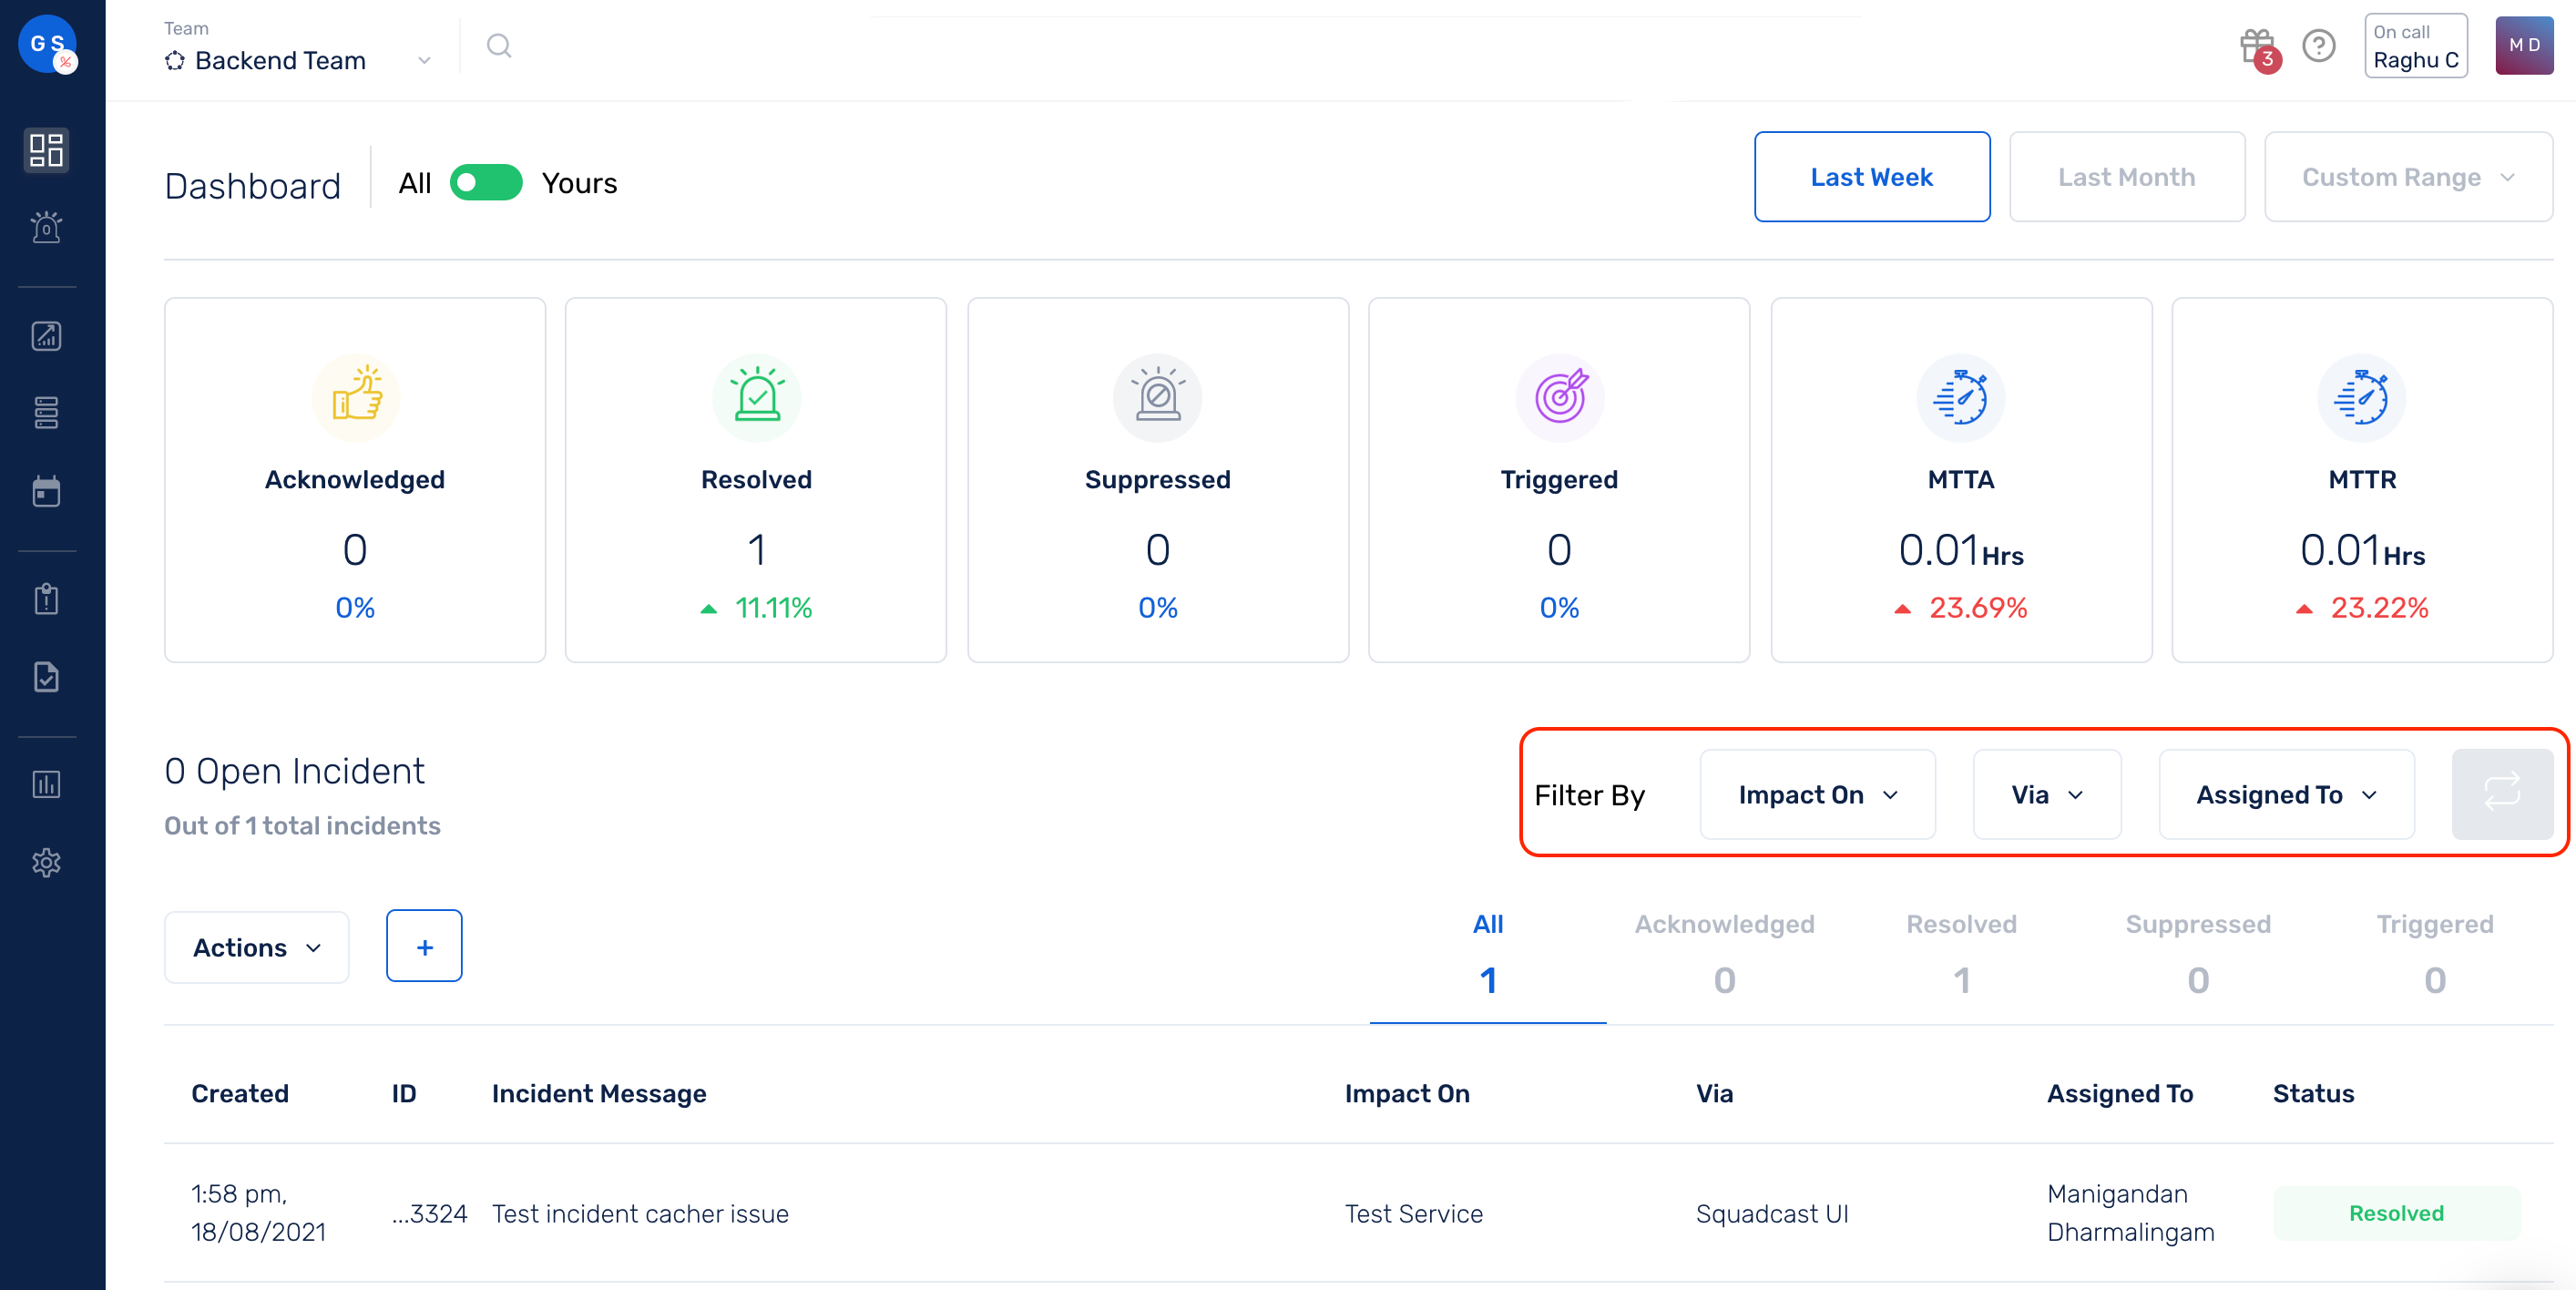 G S
%
Team
Backend Team
3
?
On call
Raghu C
M D
0
Dashboard
All
Yours
Last Week
Last Month
Custom Range
Acknowledged
0
0%
Resolved
1
11.11%
Suppressed
0
0%
Triggered
0
0%
MTTA
0.01Hrs
23.69%
MTTR
0.01Hrs
23.22%
0 Open Incident
Out of 1 total incidents
Filter By
Impact On
Via
Assigned To
Actions
+
All
1
Acknowledged
0
Resolved
1
Suppressed
0
Triggered
0
Created ID Incident Message Impact On Via Assigned To Status
1:58 pm,
18/08/2021
...3324
Test incident cacher issue
Test Service
Squadcast UI
Manigandan
Dharmalingam
Resolved